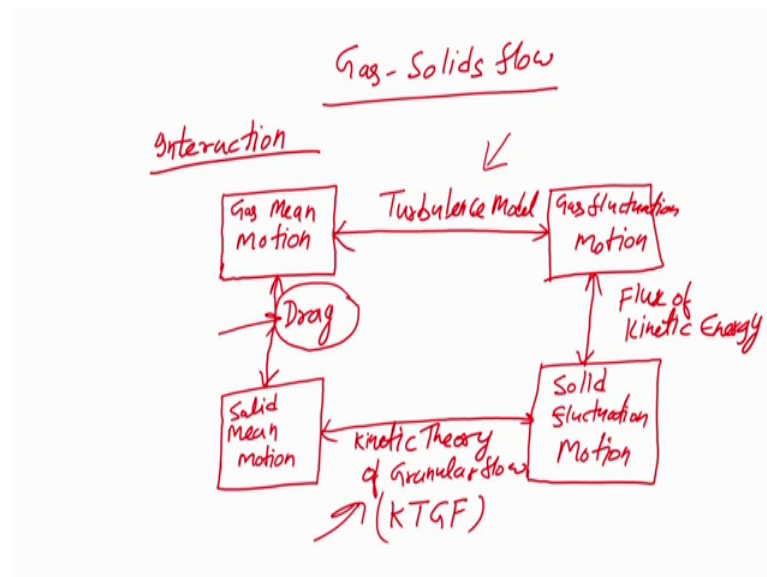 Gas-Solids flow
Interaction
Gas Mean
Motion
Turbulence Model
Gas fluctuation
Motion
Drag
Flux of
Kinetic Energy
Solid
Mean
motion
Kinetic Theory
of Granular flow
(KTGF)
Solid
fluctuation
Motion